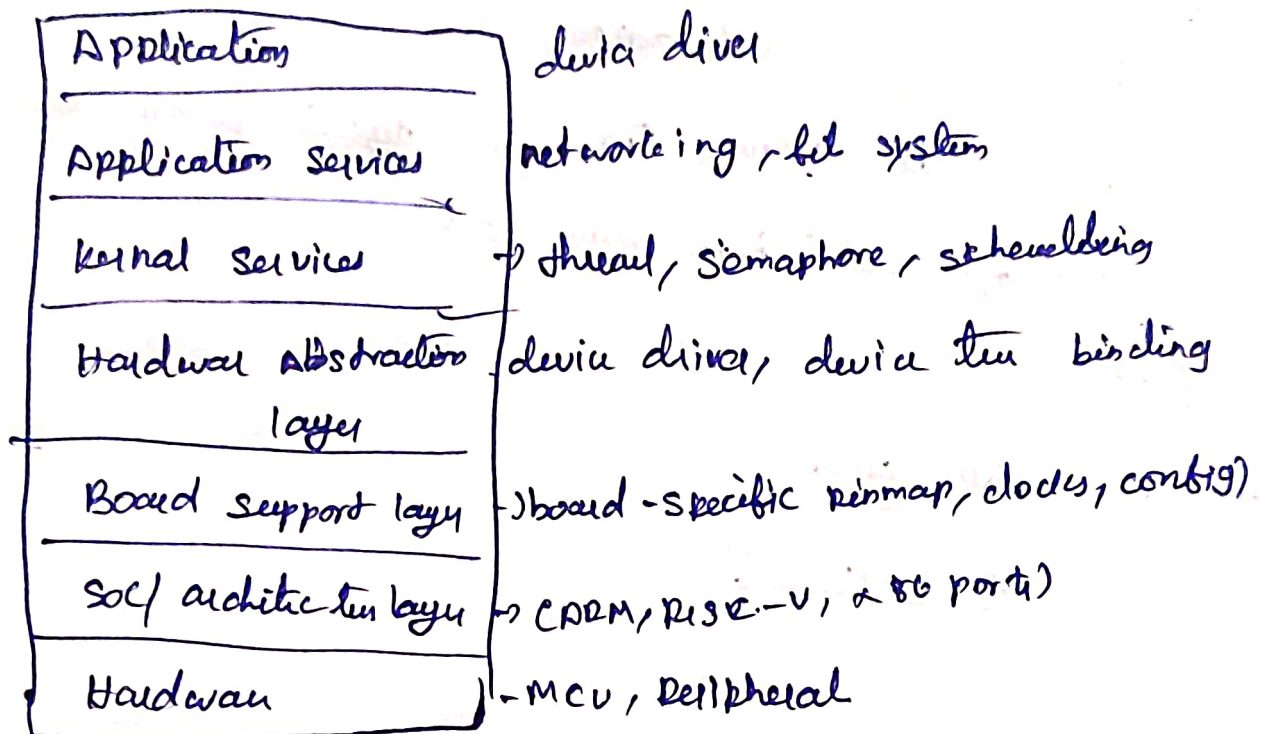 Application device driver
Application services networking, file system
Kernal services → thread, semaphore, scheduling
Hardware Abstraction device driver, device tree binding
layer
Board support layer → board-specific pinmap, clocks, config)
SOC/ architecture layer → (ARM, RISC-V, x86 ports)
Hardware - MCU, Peripheral